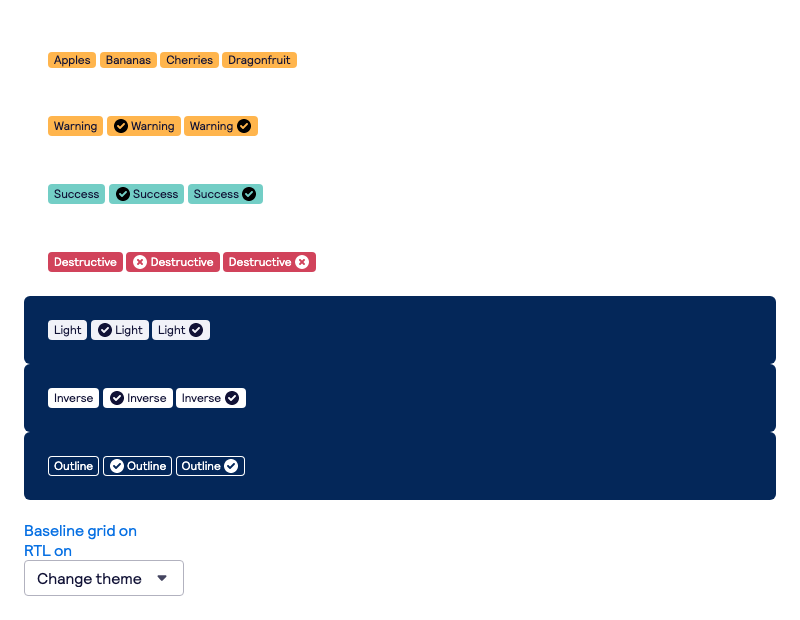 Apples Bananas Cherries Dragonfruit
Warning Warning Warning
Success Success Success
Destructive Destructive Destructive
Light Light Light
Inverse Inverse Inverse
Outline Outline Outline
Baseline grid on
RTL on
Change theme